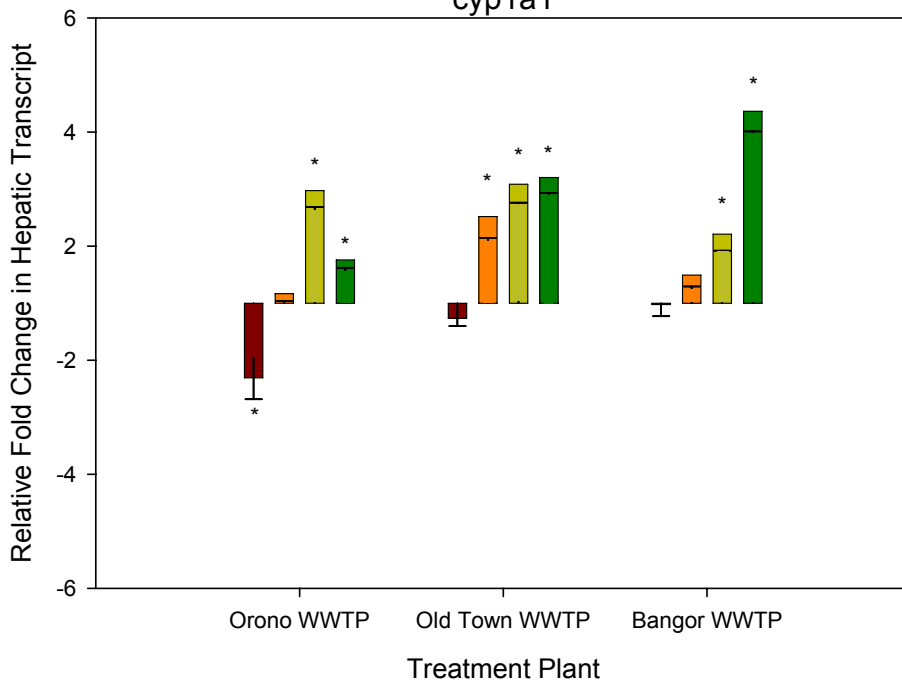 cyp1a1
Relative Fold Change in Hepatic Transcript
6
4
2
-2
-4
-6
*
*
*
*
*
*
*
*
Orono WWTP
Old Town WWTP
Bangor WWTP
Treatment Plant